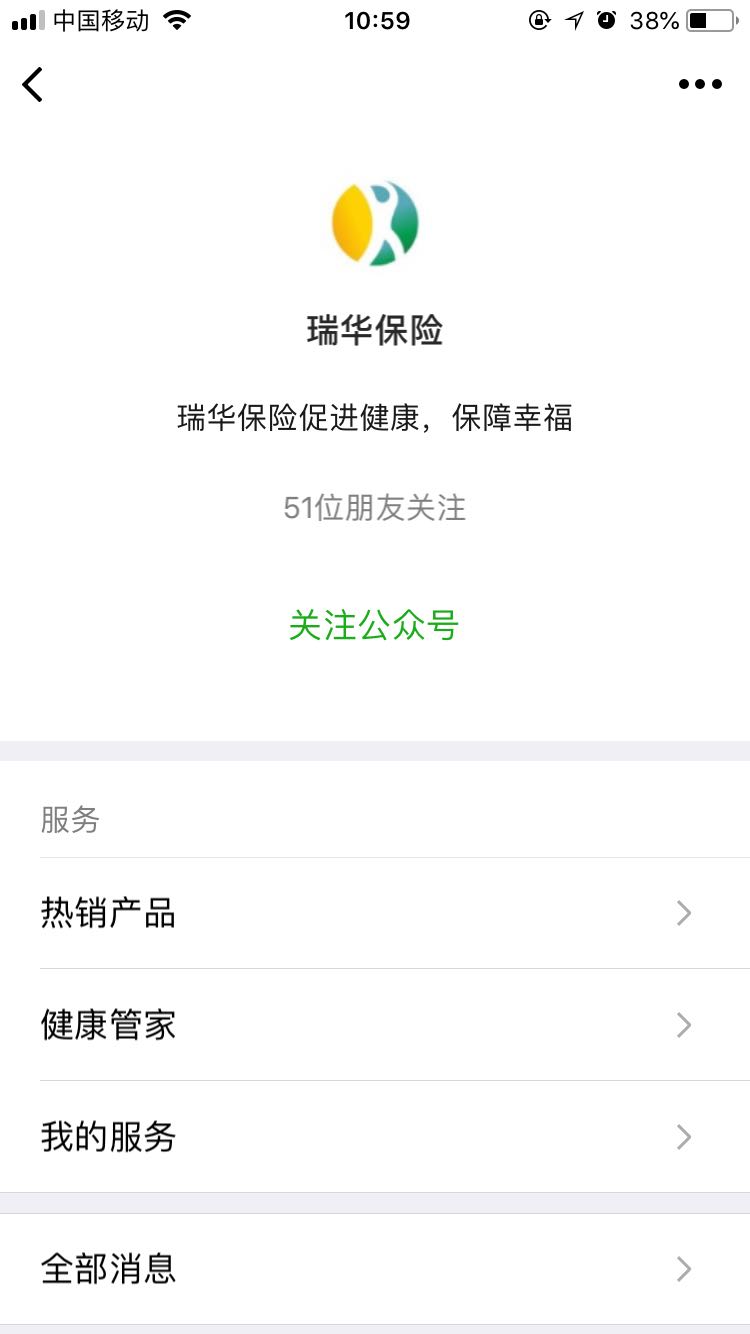 中国移动 10:59 38%
瑞华保险
瑞华保险促进健康，保障幸福
51位朋友关注
关注公众号
服务
热销产品
健康管家
我的服务
全部消息